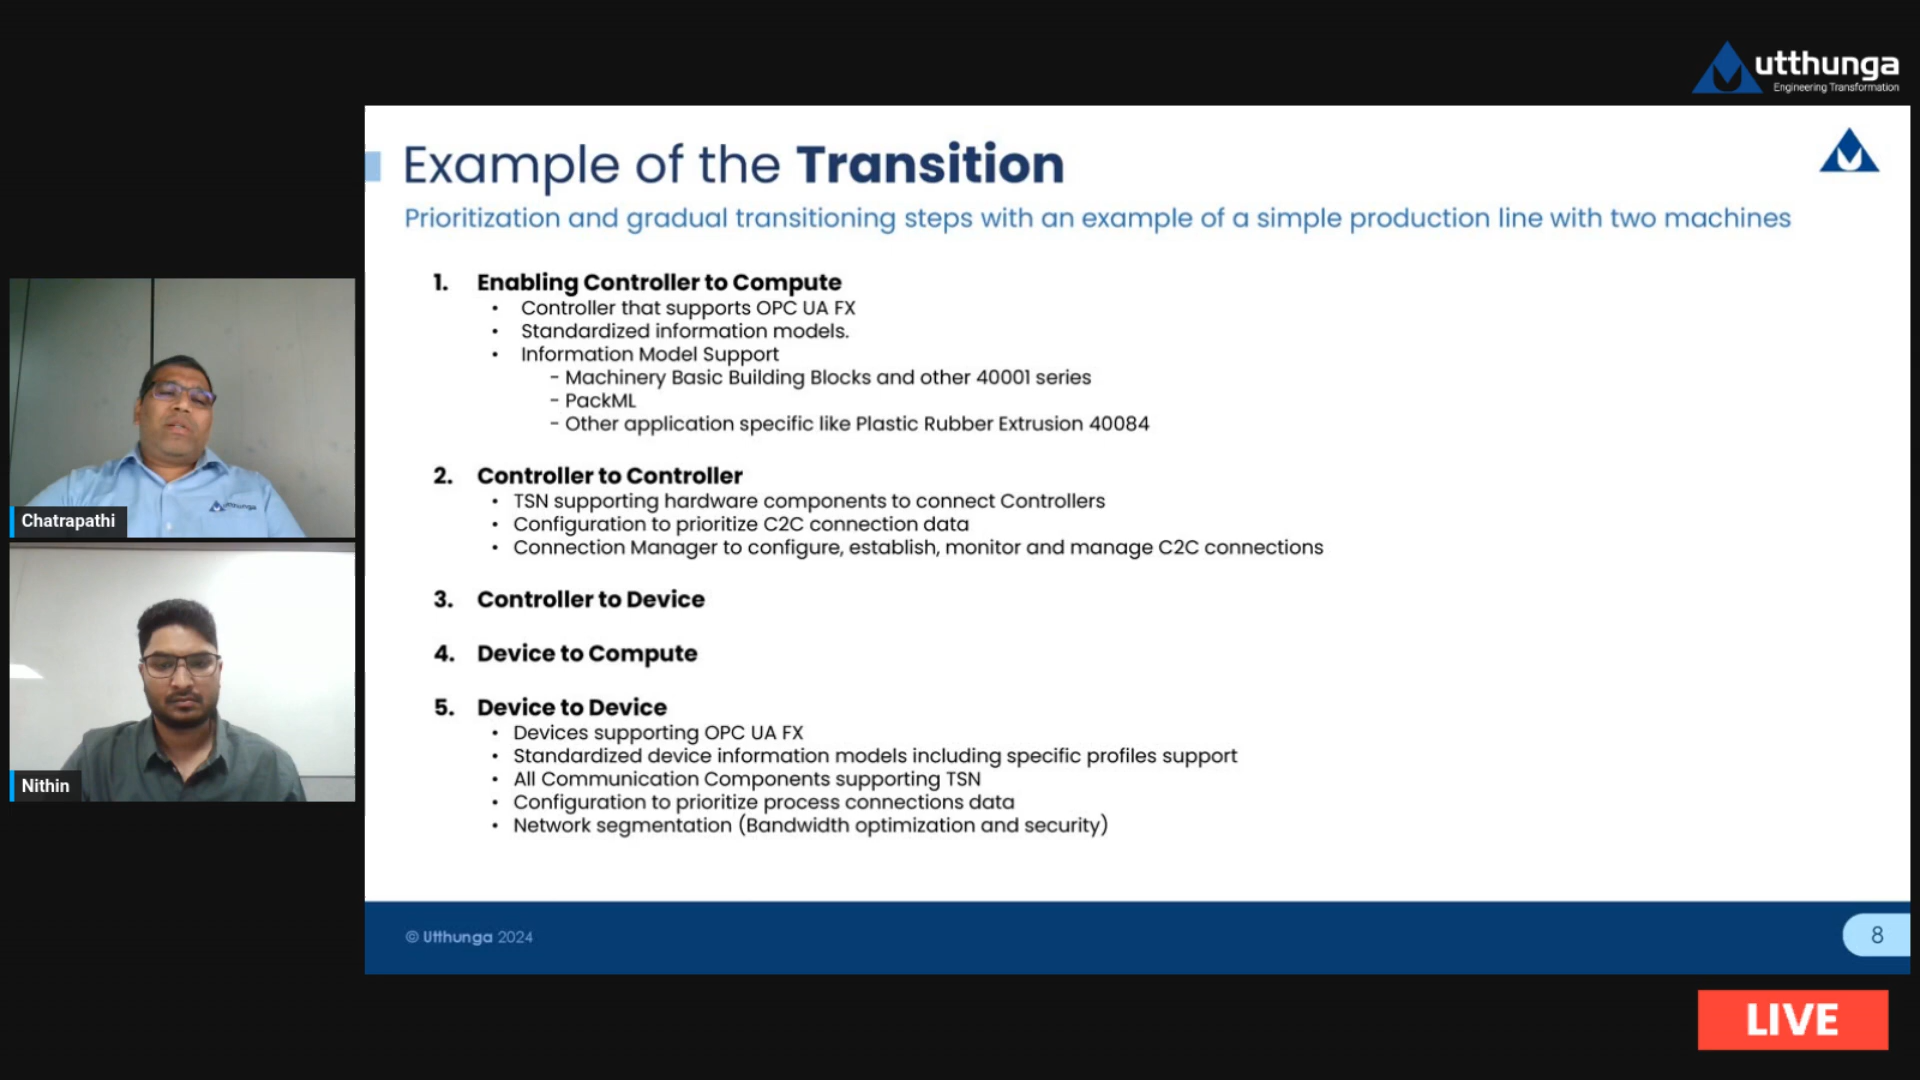 utthunga
Engineering Transformation
Example of the Transition
Prioritization and gradual transitioning steps with an example of a simple production line with two machines
1. Enabling Controller to Compute
• Controller that supports OPC UA FX
• Standardized information models.
• Information Model Support
- Machinery Basic Building Blocks and other 40001 series
- PackML
- Other application specific like Plastic Rubber Extrusion 40084
2. Controller to Controller
• TSN supporting hardware components to connect Controllers
• Configuration to prioritize C2C connection data
• Connection Manager to configure, establish, monitor and manage C2C connections
3. Controller to Device
4. Device to Compute
5. Device to Device
• Devices supporting OPC UA FX
• Standardized device information models including specific profiles support
• All Communication Components supporting TSN
• Configuration to prioritize process connections data
• Network segmentation (Bandwidth optimization and security)
© Utthunga 2024
8
utthunga
Chatrapathi
Nithin
LIVE